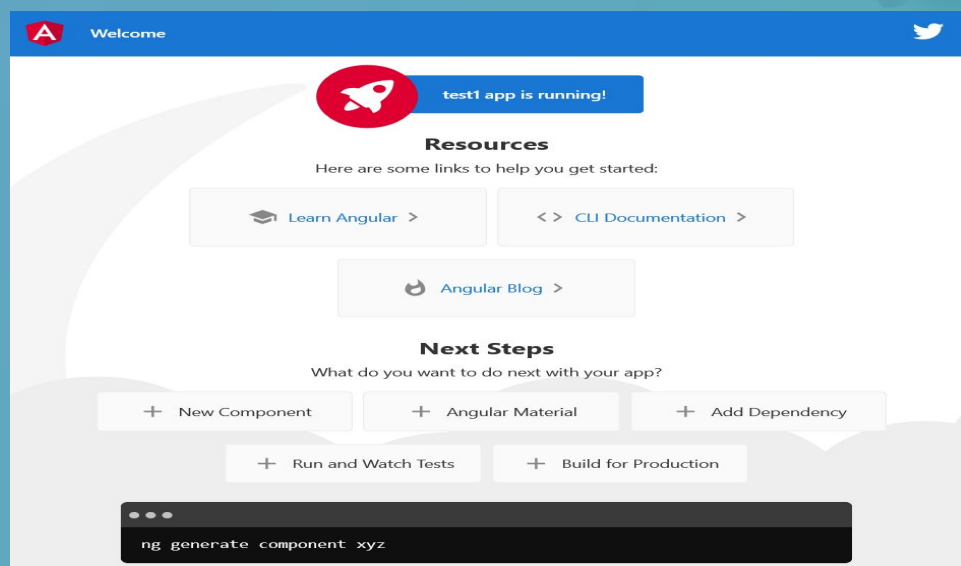 Welcome
test1 app is running!
Resources
Here are some links to help you get started:
Learn Angular >
< > CLI Documentation >
Angular Blog >
Next Steps
What do you want to do next with your app?
+ New Component
+ Angular Material
+ Add Dependency
+ Run and Watch Tests
+ Build for Production
ng generate component xyz